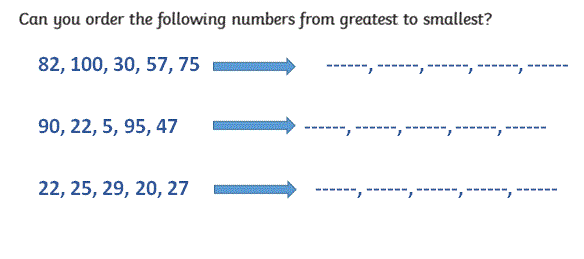 Can you order the following numbers from greatest to smallest?
82, 100, 30, 57, 75 ------, ------, ------, ------, ------
90, 22, 5, 95, 47 ------, ------, ------, ------, ------
22, 25, 29, 20, 27 ------, ------, ------, ------, ------